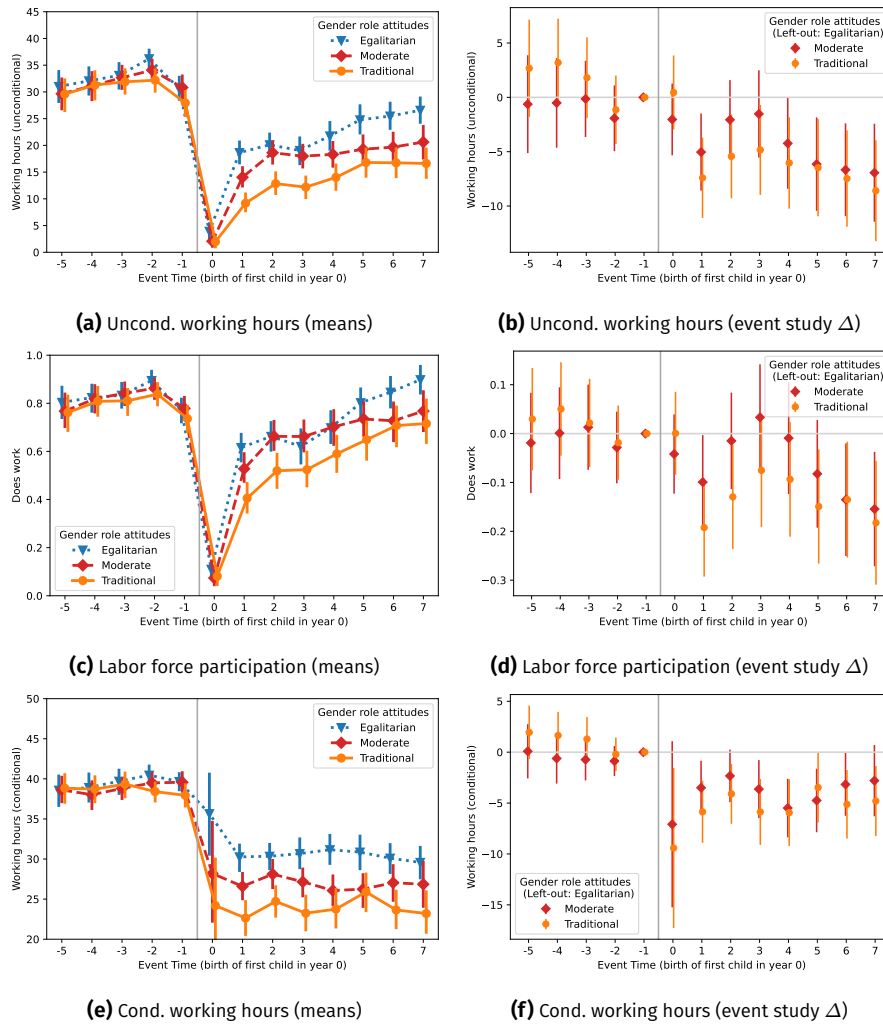 Working hours (unconditional)
45
40
35
30
25
20
15
10
5
0
Gender role attitudes
Egalitarian
Moderate
Traditional
-5 -4 -3 -2 -1 0 1 2 3 4 5 6 7
Event Time (birth of first child in year 0)
(a) Uncond. working hours (means)
Working hours (unconditional)
5
0
−5
−10
Gender role attitudes
(Left-out: Egalitarian)
Moderate
Traditional
-5 -4 -3 -2 -1 0 1 2 3 4 5 6 7
Event Time (birth of first child in year 0)
(b) Uncond. working hours (event study Δ)
Does work
1.0
0.8
0.6
0.4
0.2
0.0
Gender role attitudes
Egalitarian
Moderate
Traditional
-5 -4 -3 -2 -1 0 1 2 3 4 5 6 7
Event Time (birth of first child in year 0)
(c) Labor force participation (means)
Does work
0.1
0.0
−0.1
−0.2
−0.3
Gender role attitudes
(Left-out: Egalitarian)
Moderate
Traditional
-5 -4 -3 -2 -1 0 1 2 3 4 5 6 7
Event Time (birth of first child in year 0)
(d) Labor force participation (event study Δ)
Working hours (conditional)
50
45
40
35
30
25
20
Gender role attitudes
Egalitarian
Moderate
Traditional
-5 -4 -3 -2 -1 0 1 2 3 4 5 6 7
Event Time (birth of first child in year 0)
(e) Cond. working hours (means)
Working hours (conditional)
5
0
−5
−10
−15
Gender role attitudes
(Left-out: Egalitarian)
Moderate
Traditional
-5 -4 -3 -2 -1 0 1 2 3 4 5 6 7
Event Time (birth of first child in year 0)
(f) Cond. working hours (event study Δ)